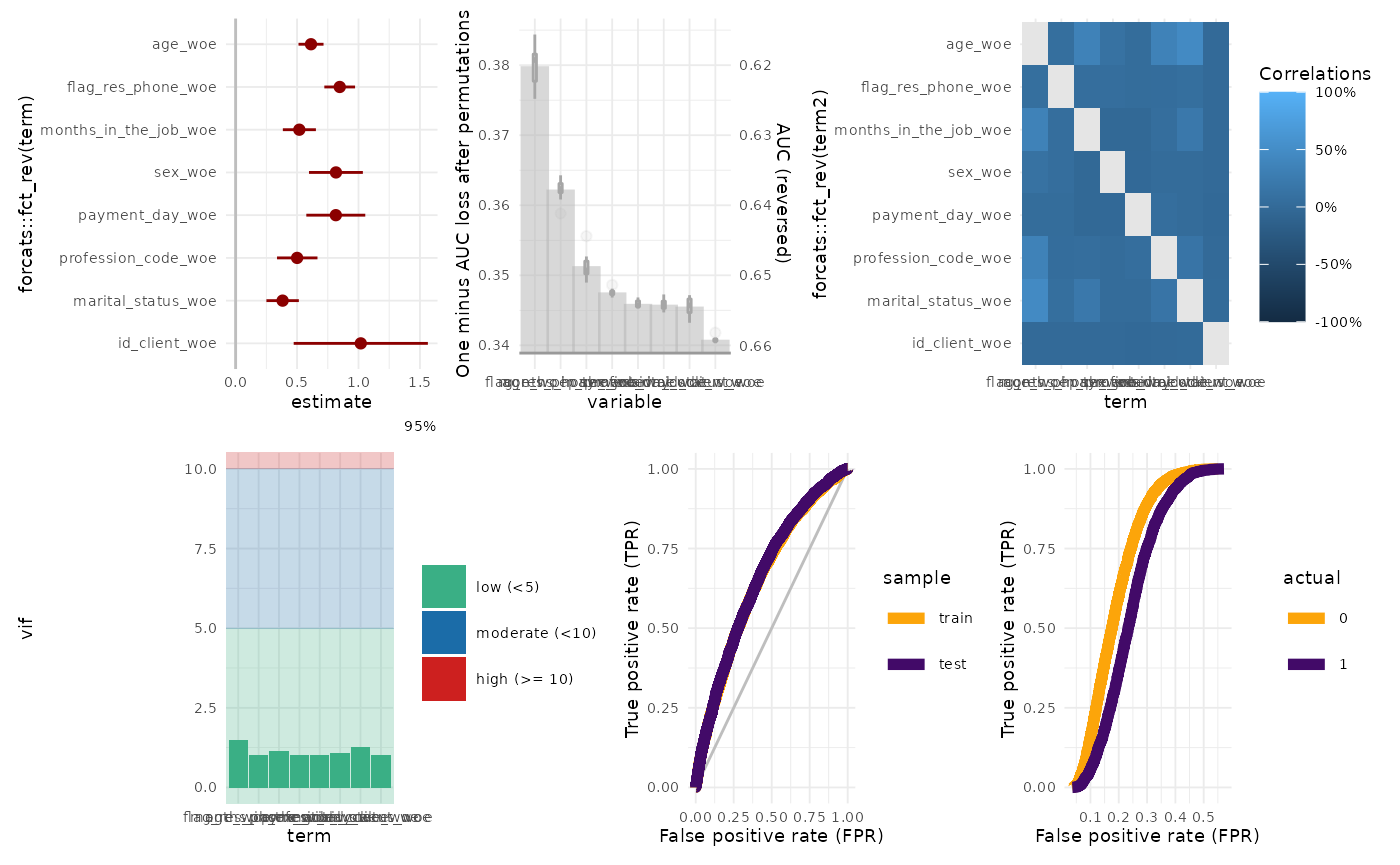 forcats::fct_rev(term)
age_woe
flag_res_phone_woe
months_in_the_job_woe
sex_woe
payment_day_woe
profession_code_woe
marital_status_woe
id_client_woe
0.0 0.5 1.0 1.5
estimate
95%
One minus AUC loss after permutations
0.38
0.37
0.36
0.35
0.34
0.62
0.63
0.64
0.65
0.66
AUC (reversed)
variable
forcats::fct_rev(term2)
age_woe
flag_res_phone_woe
months_in_the_job_woe
sex_woe
payment_day_woe
profession_code_woe
marital_status_woe
id_client_woe
term
Correlations
100%
50%
0%
-50%
-100%
vif
10.0
7.5
5.0
2.5
0.0
term
low (<5)
moderate (<10)
high (>= 10)
True positive rate (TPR)
1.00
0.75
0.50
0.25
0.00
0.00 0.25 0.50 0.75 1.00
False positive rate (FPR)
sample
train
test
True positive rate (TPR)
1.00
0.75
0.50
0.25
0.00
0.1 0.2 0.3 0.4 0.5
False positive rate (FPR)
actual
0
1